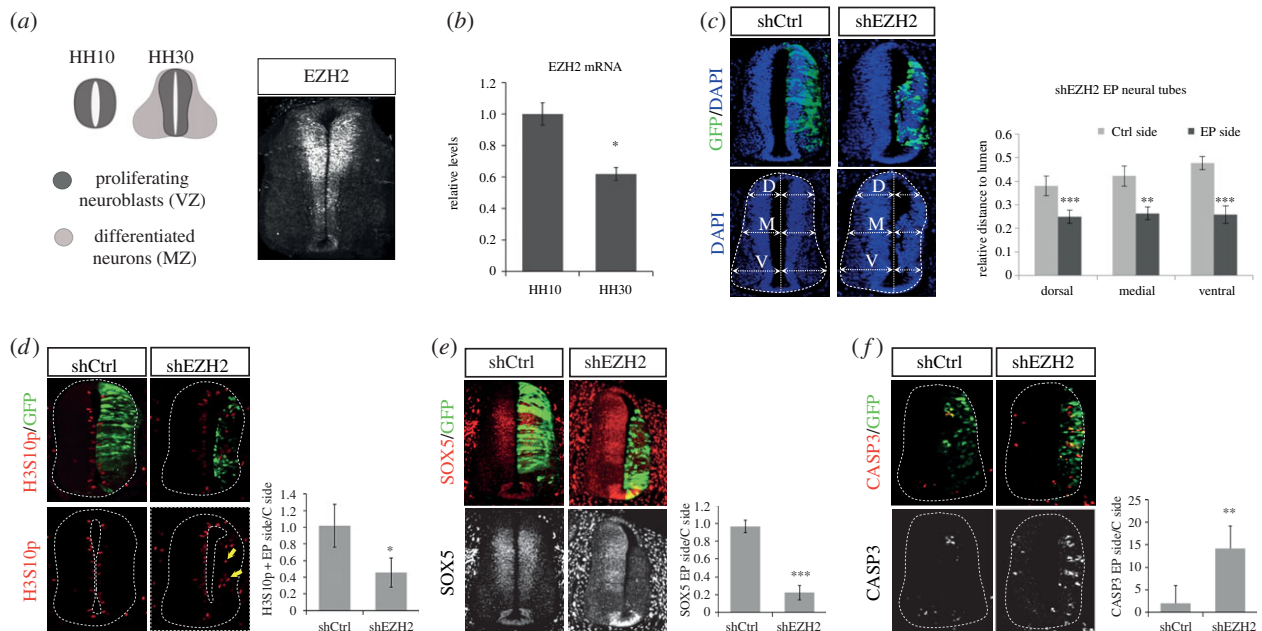 (a)
HH10
HH30
proliferating
neuroblasts (VZ)
differentiated
neurons (MZ)
EZH2
(b)
EZH2 mRNA
relative levels
1.2
1.0
0.8
0.6
0.4
0.2
0
*
HH10
HH30
(c)
shCtrl
shEZH2
GFP/DAPI
DAPI
D
D
M
M
V
V
shEZH2 EP neural tubes
Ctrl side
EP side
relative distance to lumen
0.6
0.5
0.4
0.3
0.2
0.1
0
***
**
***
dorsal
medial
ventral
(d)
shCtrl
shEZH2
H3S10p/GFP
H3S10p
H3S10p + EP side/C side
1.4
1.2
1.0
0.8
0.6
0.4
0.2
0
*
shCtrl
shEZH2
(e)
shCtrl
shEZH2
SOX5/GFP
SOX5
SOX5 EP side/C side
1.2
1.0
0.8
0.6
0.4
0.2
0
***
shCtrl
shEZH2
(f)
shCtrl
shEZH2
CASP3/GFP
CASP3
CASP3 EP side/C side
25
20
15
10
5
0
**
shCtrl
shEZH2